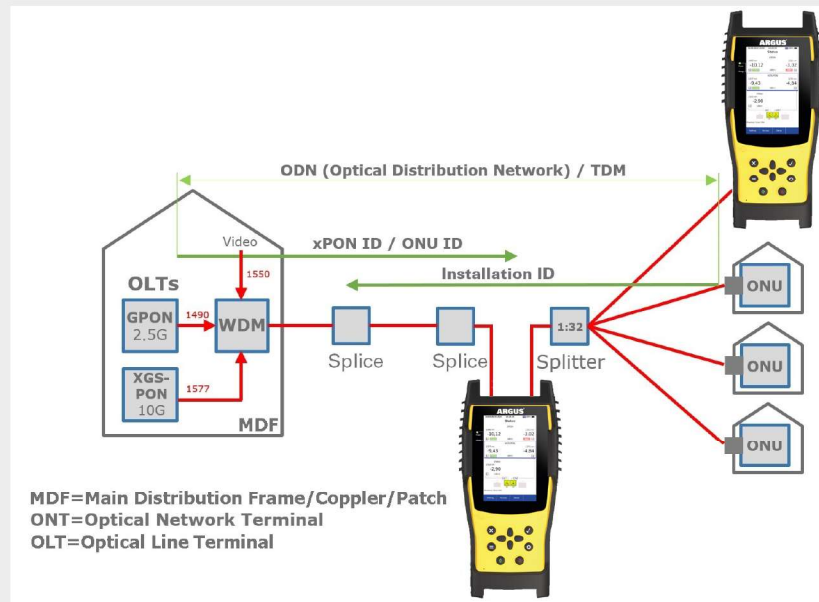 ARGUS
ODN (Optical Distribution Network) / TDM
Video
xPON ID / ONU ID
1550
Installation ID
OLTs
ONU
GPON
2.5G
1490
WDM
1:32
Splice
Splice
Splitter
ONU
XGS-
PON
10G
1577
MDF
ARGUS
ONU
MDF=Main Distribution Frame/Coppler/Patch
ONT=Optical Network Terminal
OLT=Optical Line Terminal